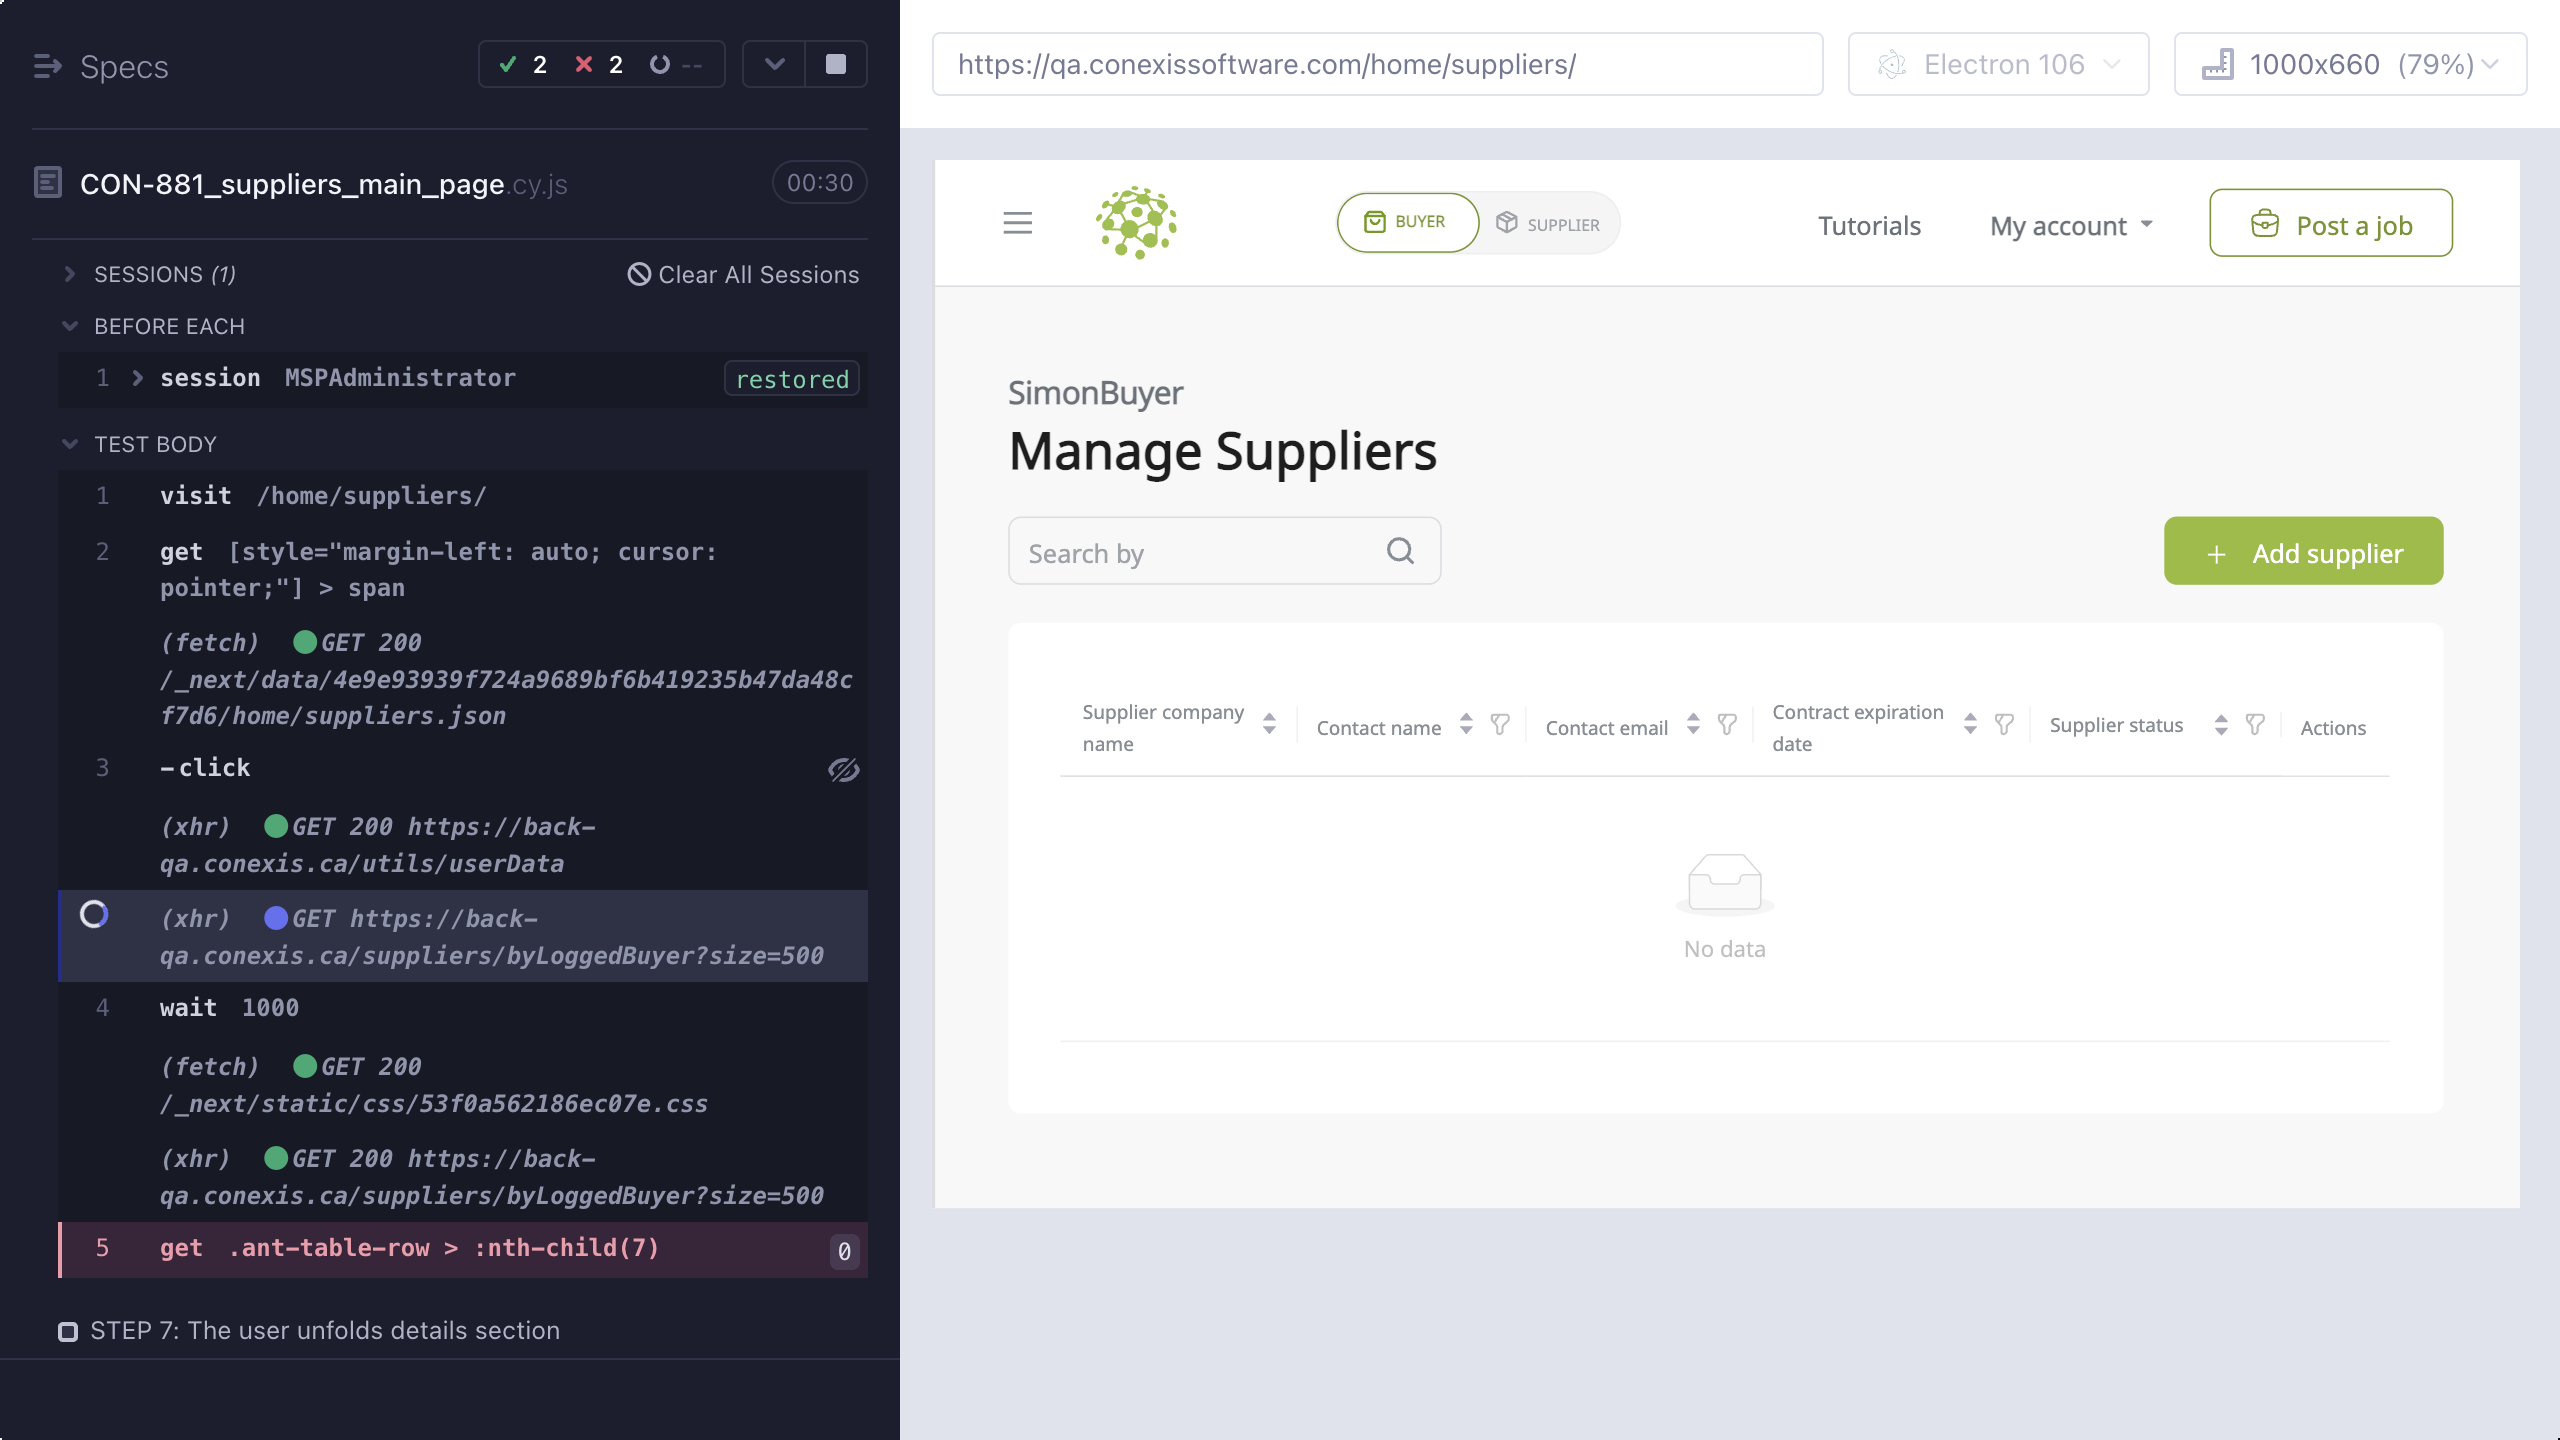 Specs
2
2
--
CON-881_suppliers_main_page.cy.js
00:30
SESSIONS (1)
Clear All Sessions
BEFORE EACH
1 session MSPAdministrator restored
TEST BODY
1 visit /home/suppliers/
2 get [style="margin-left: auto; cursor:
pointer;"] > span
(fetch) GET 200
/_next/data/4e9e93939f724a9689bf6b419235b47da48c
f7d6/home/suppliers.json
3 -click
(xhr) GET 200 https://back-
qa.conexis.ca/utils/userData
(xhr) GET https://back-
qa.conexis.ca/suppliers/byLoggedBuyer?size=500
4 wait 1000
(fetch) GET 200
/_next/static/css/53f0a562186ec07e.css
(xhr) GET 200 https://back-
qa.conexis.ca/suppliers/byLoggedBuyer?size=500
5 get .ant-table-row > :nth-child(7) 0
STEP 7: The user unfolds details section
https://qa.conexissoftware.com/home/suppliers/
Electron 106
1000x660 (79%)
BUYER
SUPPLIER
Tutorials
My account
Post a job
SimonBuyer
Manage Suppliers
Search by
+ Add supplier
Supplier company
name
Contact name
Contact email
Contract expiration
date
Supplier status
Actions
No data